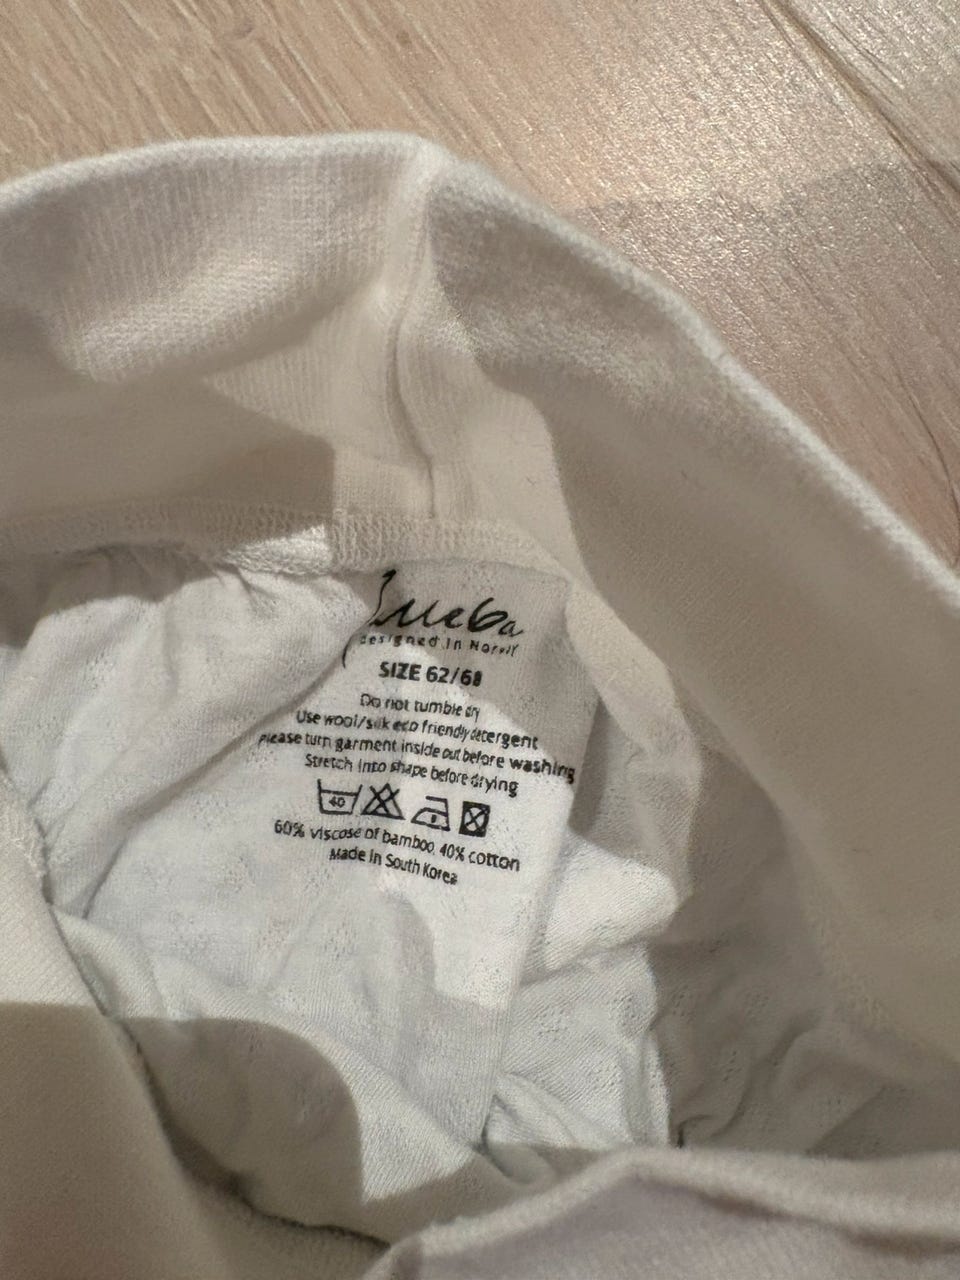 designed in Norway
SIZE 62/68
Do not tumble dry
Use wool/silk eco friendly detergent
please turn garment inside out before washing
Stretch into shape before drying
40
60% viscose of bamboo, 40% cotton
Made in South Korea